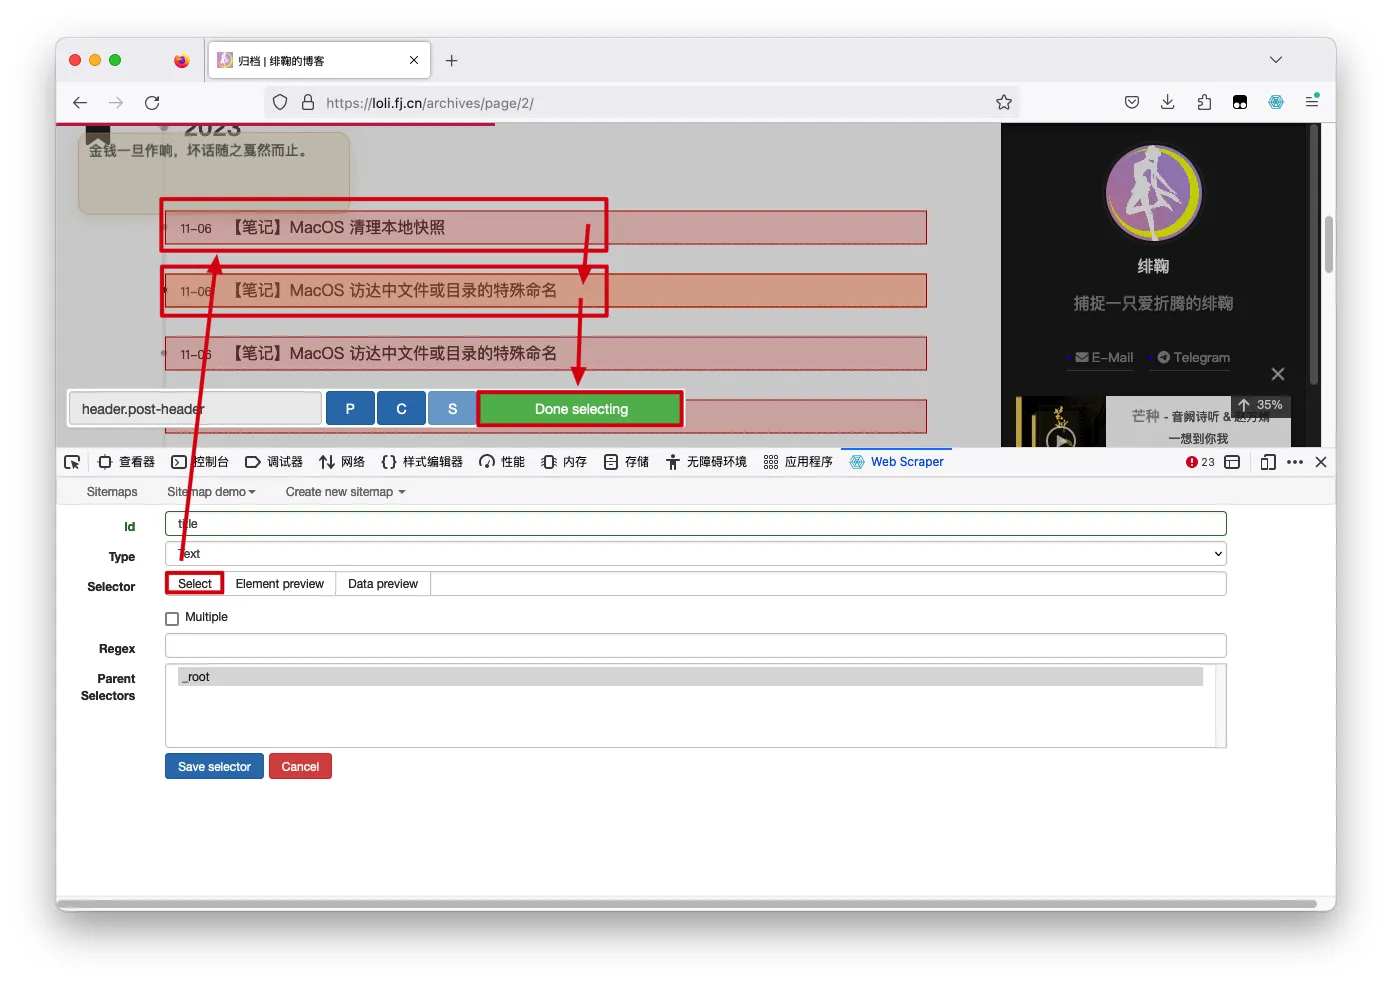 归档 | 绯鞠的博客
https://loli.fj.cn/archives/page/2/
2023
金钱一旦作响，坏话随之戛然而止。
11-06 【笔记】MacOS 清理本地快照
11-06 【笔记】MacOS 访达中文件或目录的特殊命名
11-06 【笔记】MacOS 访达中文件或目录的特殊命名
header.post-header
P
C
S
Done selecting
绯鞠
捕捉一只爱折腾的绯鞠
E-Mail
Telegram
35%
芒种 - 音阙诗听 & 赵方婧
一想到你我
查看器
控制台
调试器
网络
样式编辑器
性能
内存
存储
无障碍环境
应用程序
Web Scraper
23
Sitemaps
Sitemap demo
Create new sitemap
Id
title
Type
Text
Selector
Select
Element preview
Data preview
Multiple
Regex
Parent Selectors
_root
Save selector
Cancel